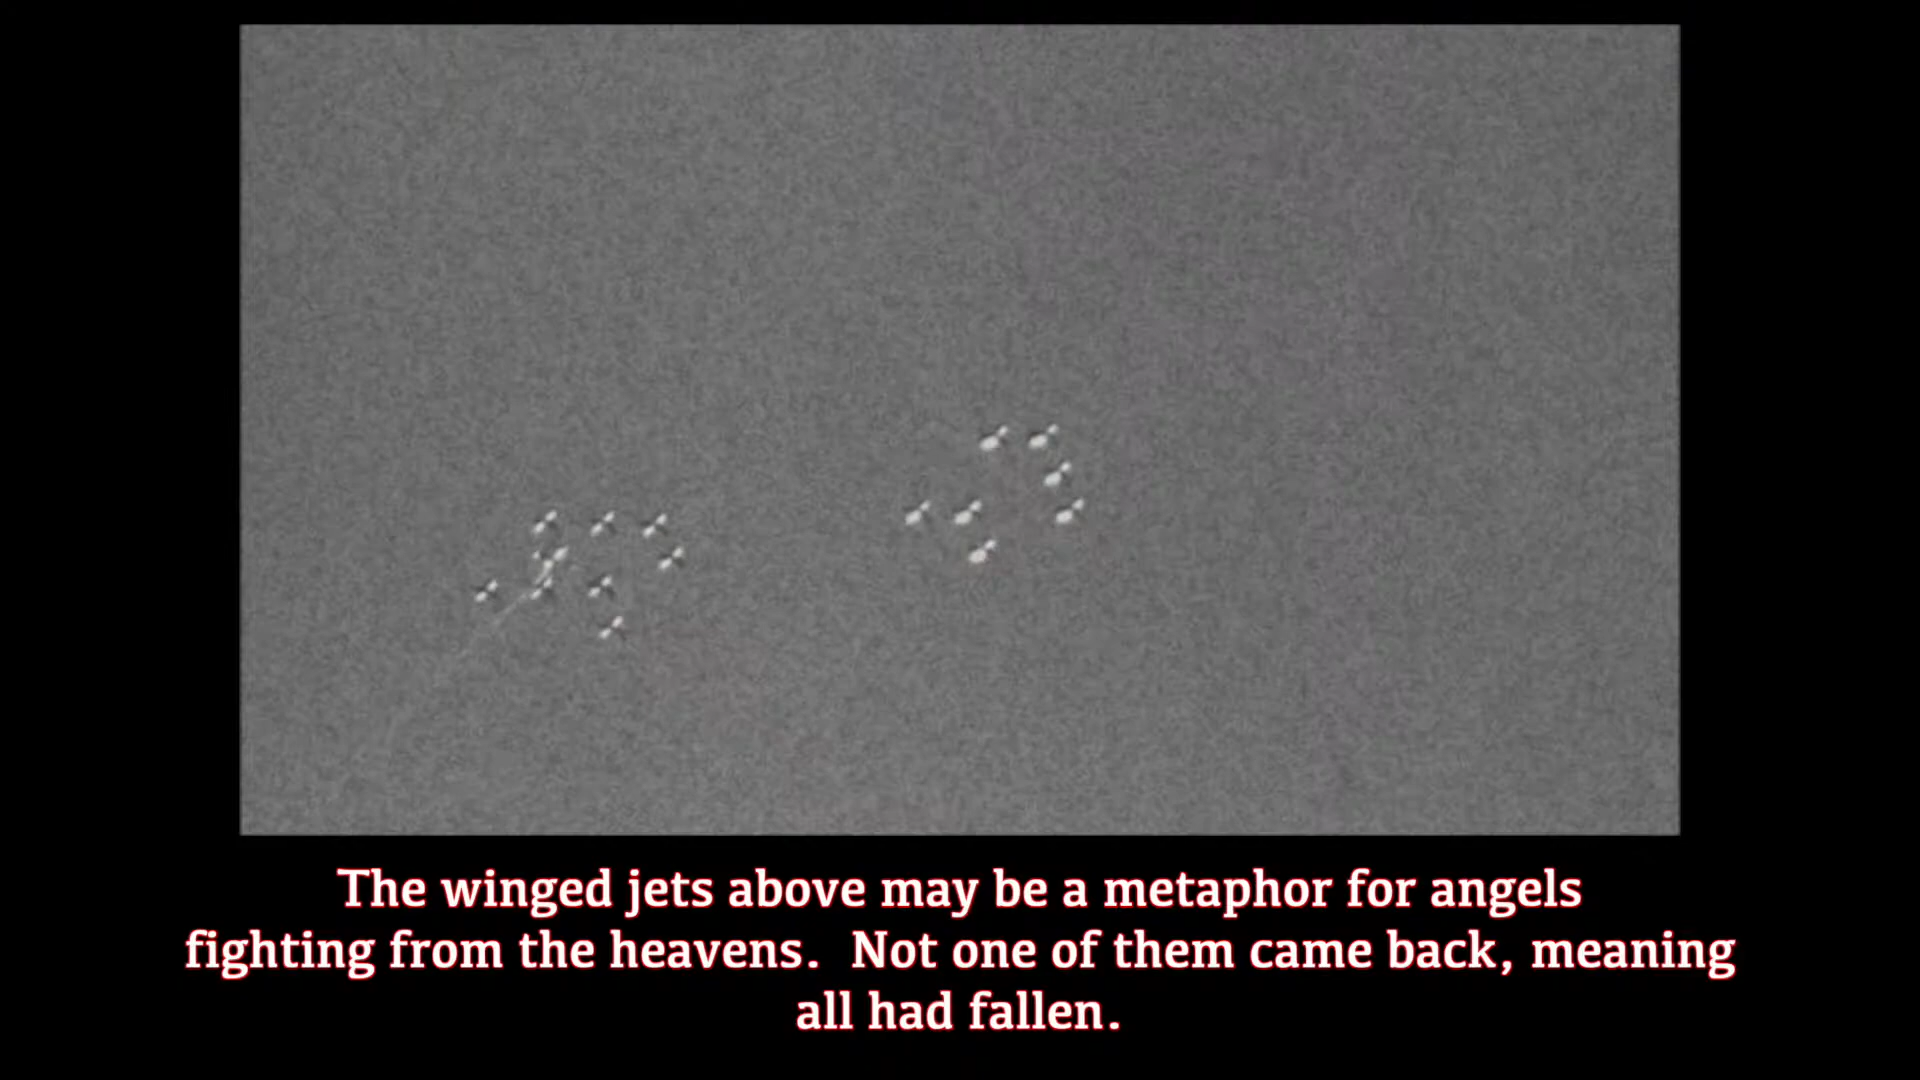 The winged jets above may be a metaphor for angels
fighting from the heavens.  Not one of them came back, meaning
all had fallen.